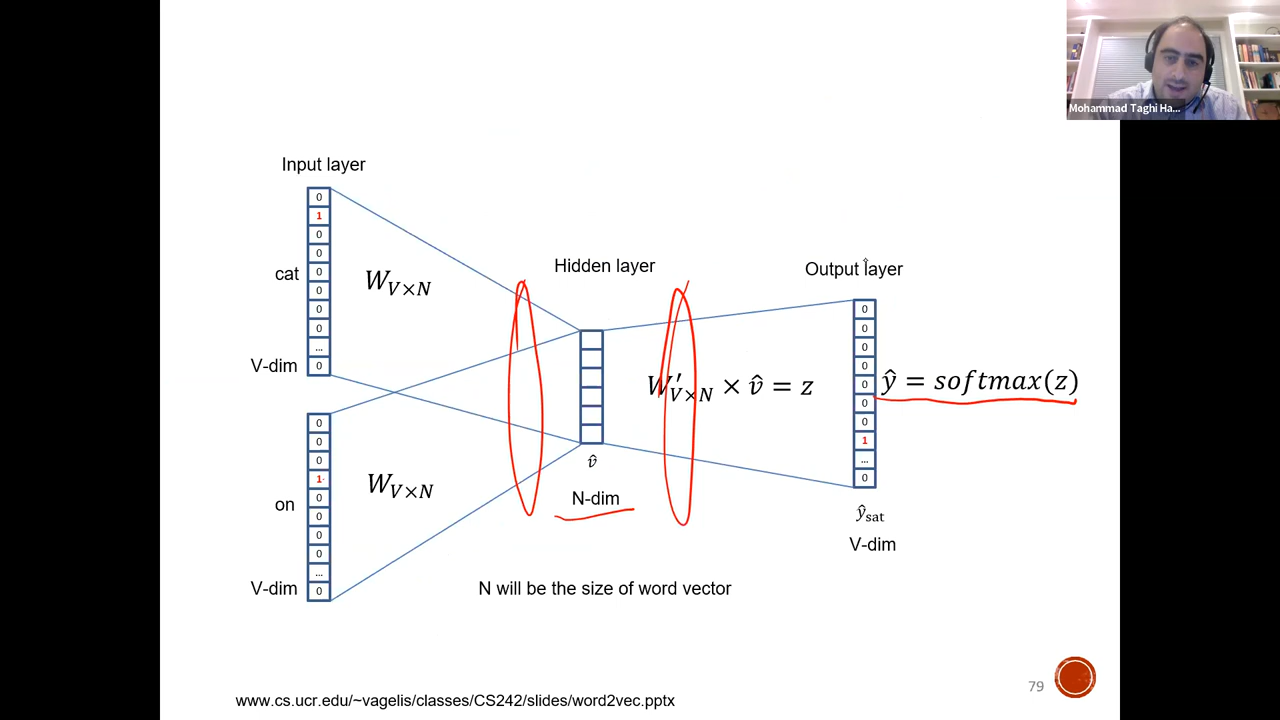 Mohammad Taghi Ha...
Input layer
0
1
0
0
0
0
0
0
...
0
cat
V-dim
W_{V×N}
0
0
0
1
0
0
0
0
...
0
on
V-dim
W_{V×N}
Hidden layer
v̂
N-dim
W'_{V×N} × v̂ = z
Output layer
0
0
0
0
0
0
0
1
...
0
ŷ = softmax(z)
ŷ_sat
V-dim
N will be the size of word vector
79
www.cs.ucr.edu/~vagelis/classes/CS242/slides/word2vec.pptx